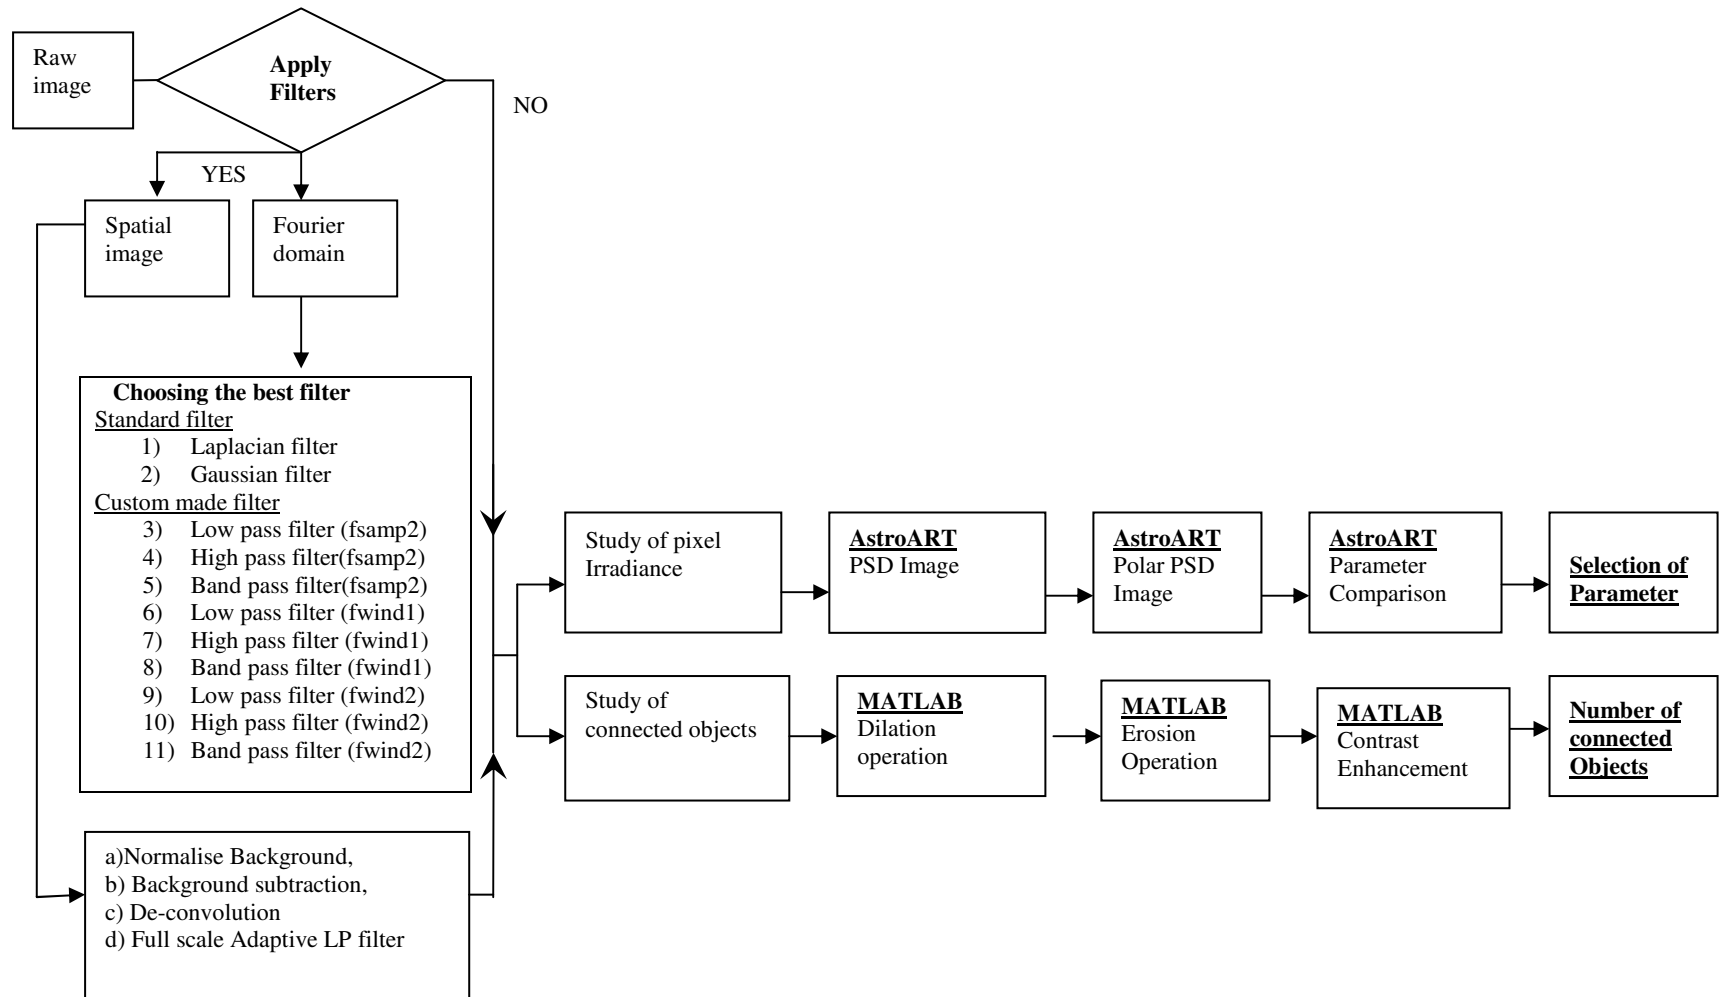 Raw
image
Apply
Filters
NO
YES
Spatial
image
Fourier
domain
Choosing the best filter
Standard filter
1) Laplacian filter
2) Gaussian filter
Custom made filter
3) Low pass filter (fsamp2)
4) High pass filter(fsamp2)
5) Band pass filter(fsamp2)
6) Low pass filter (fwind1)
7) High pass filter (fwind1)
8) Band pass filter (fwind1)
9) Low pass filter (fwind2)
10) High pass filter (fwind2)
11) Band pass filter (fwind2)
a)Normalise Background,
b) Background subtraction,
c) De-convolution
d) Full scale Adaptive LP filter
Study of pixel
Irradiance
AstroART
PSD Image
AstroART
Polar PSD
Image
AstroART
Parameter
Comparison
Selection of
Parameter
Study of
connected objects
MATLAB
Dilation
operation
MATLAB
Erosion
Operation
MATLAB
Contrast
Enhancement
Number of
connected
Objects